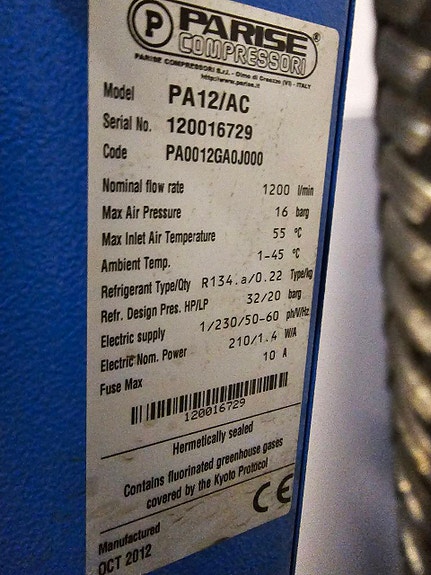 P PARISE®
COMPRESSORI
PARISE COMPRESSORI S.r.l. - Olmo di Creazzo (VI) - ITALY
http://www.parise.it
Model PA12/AC
Serial No. 120016729
Code PA0012GA0J000
Nominal flow rate 1200 l/min
Max Air Pressure 16 barg
Max Inlet Air Temperature 55 °C
Ambient Temp. 1-45 °C
Refrigerant Type/Qty R134.a/0.22 Type/kg
Refr. Design Pres. HP/LP 32/20 barg
Electric supply 1/230/50-60 ph/V/Hz
Electric Nom. Power 210/1.4 W/A
Fuse Max 10 A
120016729
Hermetically sealed
Contains fluorinated greenhouse gases
covered by the Kyoto Protocol
CE
Manufactured
OCT 2012